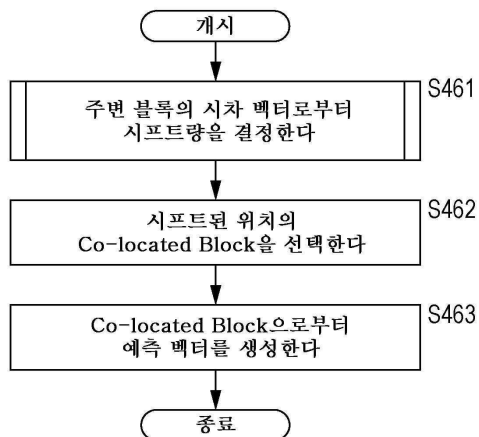 개시
S461
주변 블록의 시차 벡터로부터
시프트량을 결정한다
S462
시프트된 위치의
Co-located Block을 선택한다
S463
Co-located Block으로부터
예측 벡터를 생성한다
종료